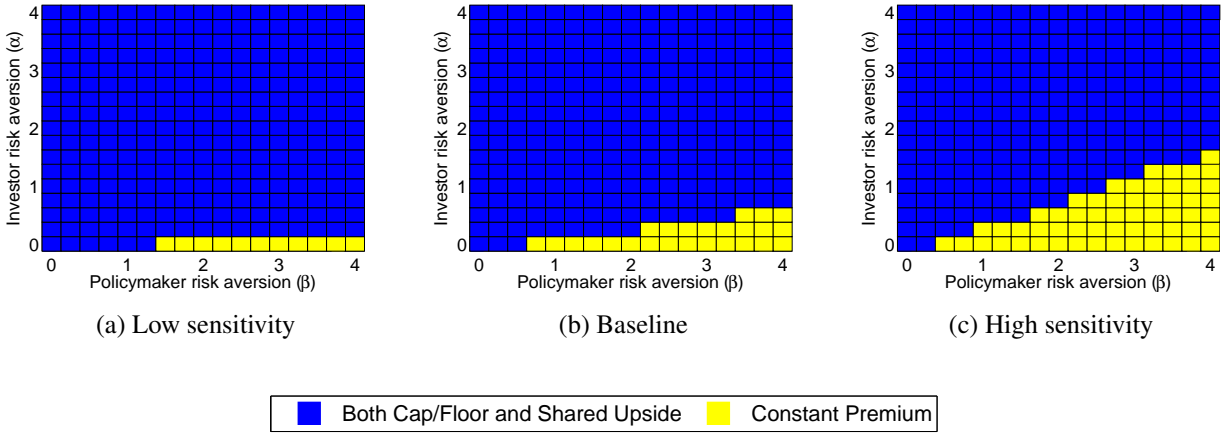 4
3
2
1
0
Investor risk aversion (α)
0 1 2 3 4
Policymaker risk aversion (β)
(a) Low sensitivity
4
3
2
1
0
Investor risk aversion (α)
0 1 2 3 4
Policymaker risk aversion (β)
(b) Baseline
4
3
2
1
0
Investor risk aversion (α)
0 1 2 3 4
Policymaker risk aversion (β)
(c) High sensitivity
Both Cap/Floor and Shared Upside Constant Premium